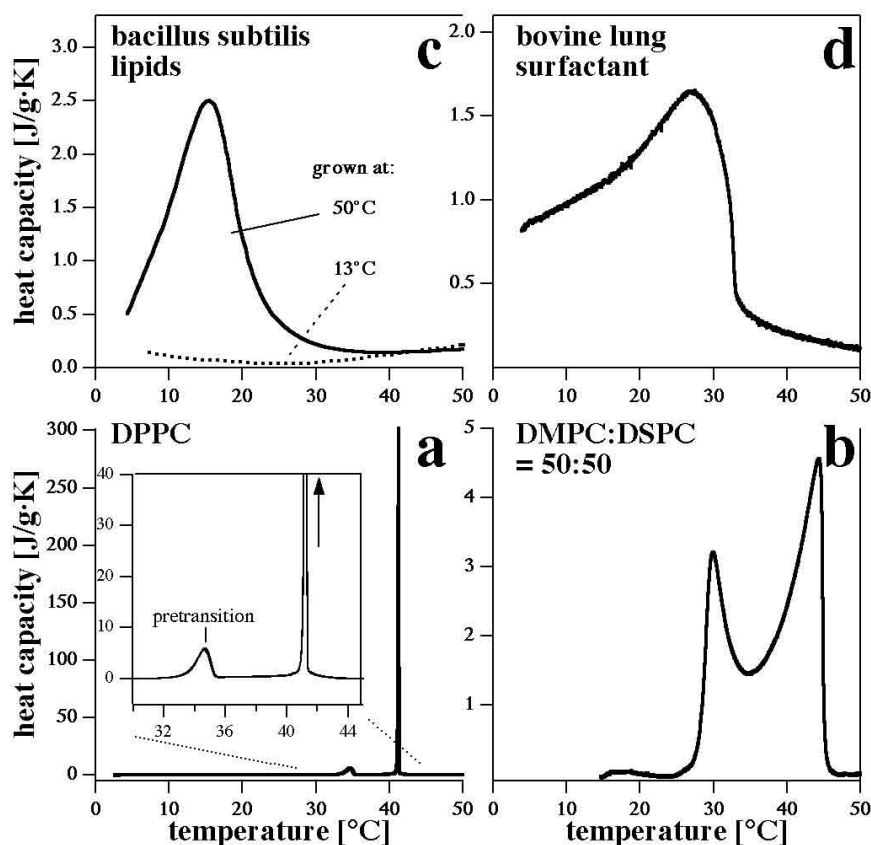 bacillus subtilis
lipids
c
grown at:
50°C
13°C
heat capacity [J/g·K]
3.0
2.5
2.0
1.5
1.0
0.5
0.0
0 10 20 30 40 50
bovine lung
surfactant
d
2.0
1.5
1.0
0.5
0 10 20 30 40 50
DPPC
a
heat capacity [J/g·K]
300
250
200
150
100
50
0
40
30
20
10
0
pretransition
32 36 40 44
0 10 20 30 40 50
temperature [°C]
DMPC:DSPC
= 50:50
b
5
4
3
2
1
0 10 20 30 40 50
temperature [°C]